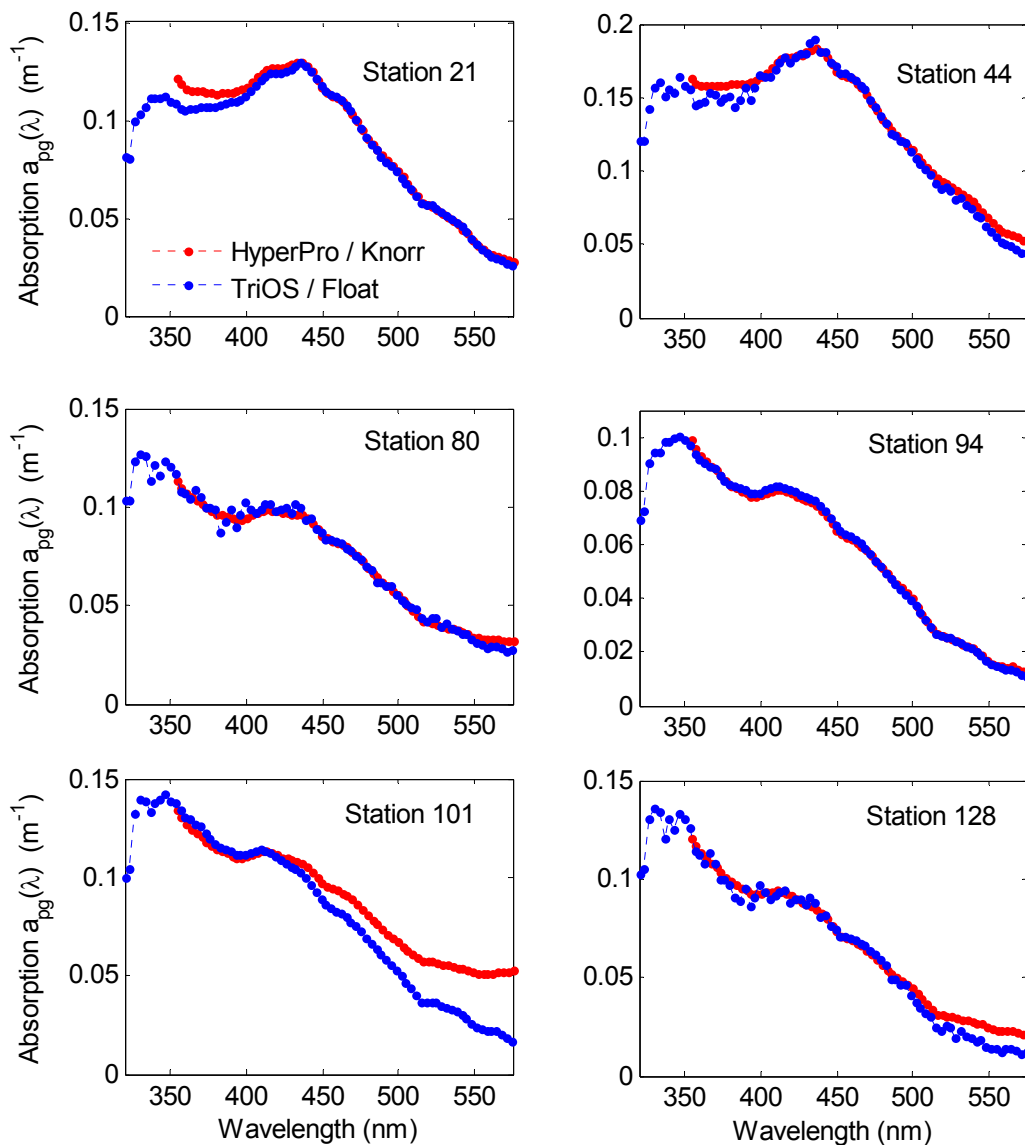 Absorption a_pg(λ) (m⁻¹)
0.15
0.1
0.05
0
Station 21
HyperPro / Knorr
TriOS / Float
350 400 450 500 550
0.2
0.15
0.1
0.05
0
Station 44
350 400 450 500 550
Absorption a_pg(λ) (m⁻¹)
0.15
0.1
0.05
0
Station 80
350 400 450 500 550
0.1
0.08
0.06
0.04
0.02
0
Station 94
350 400 450 500 550
Absorption a_pg(λ) (m⁻¹)
0.15
0.1
0.05
0
Station 101
350 400 450 500 550
Wavelength (nm)
0.15
0.1
0.05
0
Station 128
350 400 450 500 550
Wavelength (nm)